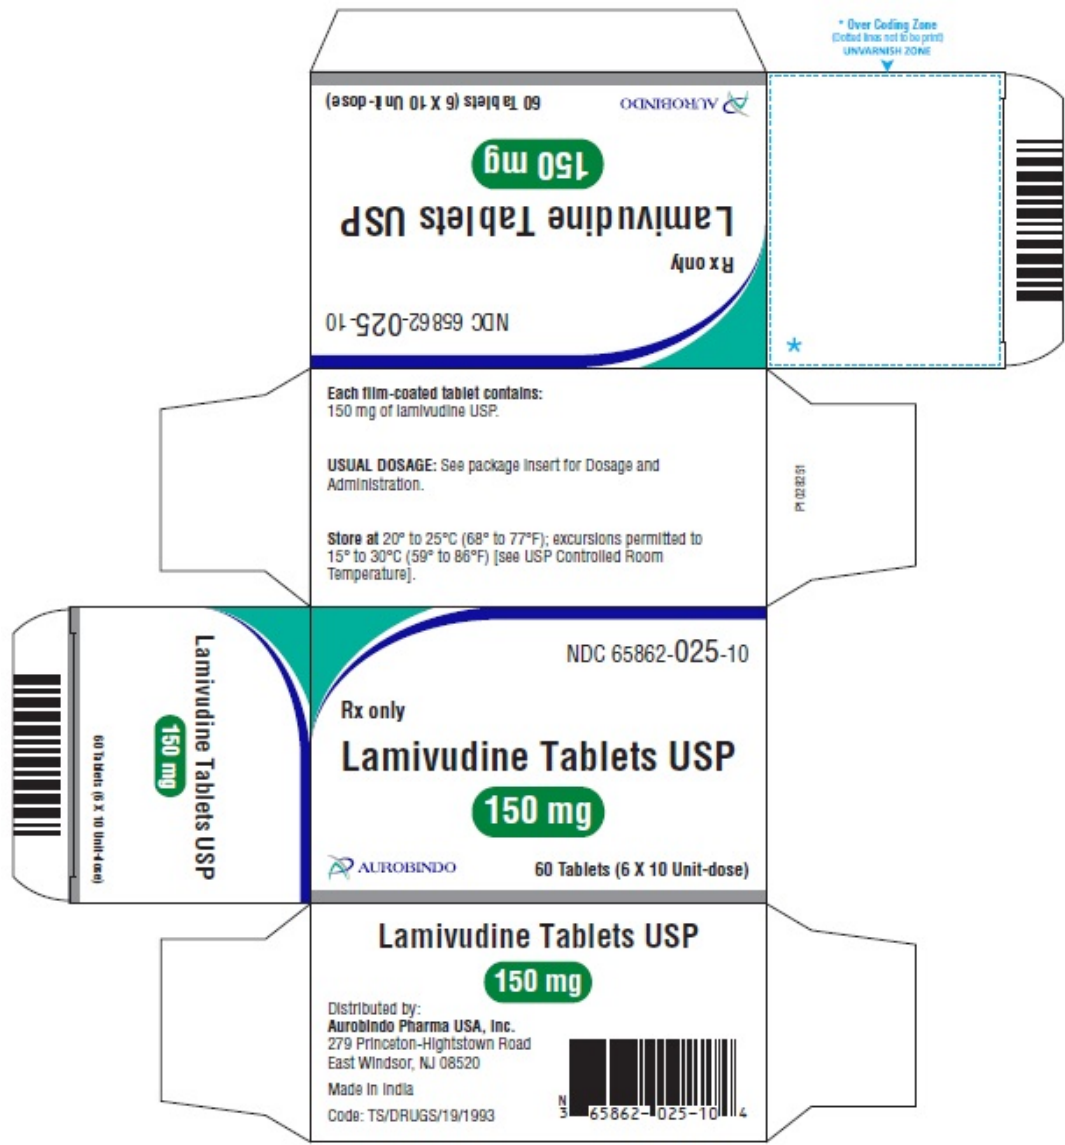 * Over Coding Zone
(Dotted lines not to be print)
UNVARNISH ZONE
60 Tablets (6 X 10 Unit-dose)
AUROBINDO
150 mg
Lamivudine Tablets USP
Rx only
NDC 65862-025-10
*
Each film-coated tablet contains:
150 mg of lamivudine USP.
USUAL DOSAGE: See package insert for Dosage and
Administration.
Store at 20° to 25°C (68° to 77°F); excursions permitted to
15° to 30°C (59° to 86°F) [see USP Controlled Room
Temperature].
P1028251
Lamivudine Tablets USP
150 mg
60 Tablets (6 X 10 Unit-dose)
NDC 65862-025-10
Rx only
Lamivudine Tablets USP
150 mg
AUROBINDO
60 Tablets (6 X 10 Unit-dose)
Lamivudine Tablets USP
150 mg
Distributed by:
Aurobindo Pharma USA, Inc.
279 Princeton-Hightstown Road
East Windsor, NJ 08520
Made in India
Code: TS/DRUGS/19/1993
N
3 65862-025-10 4